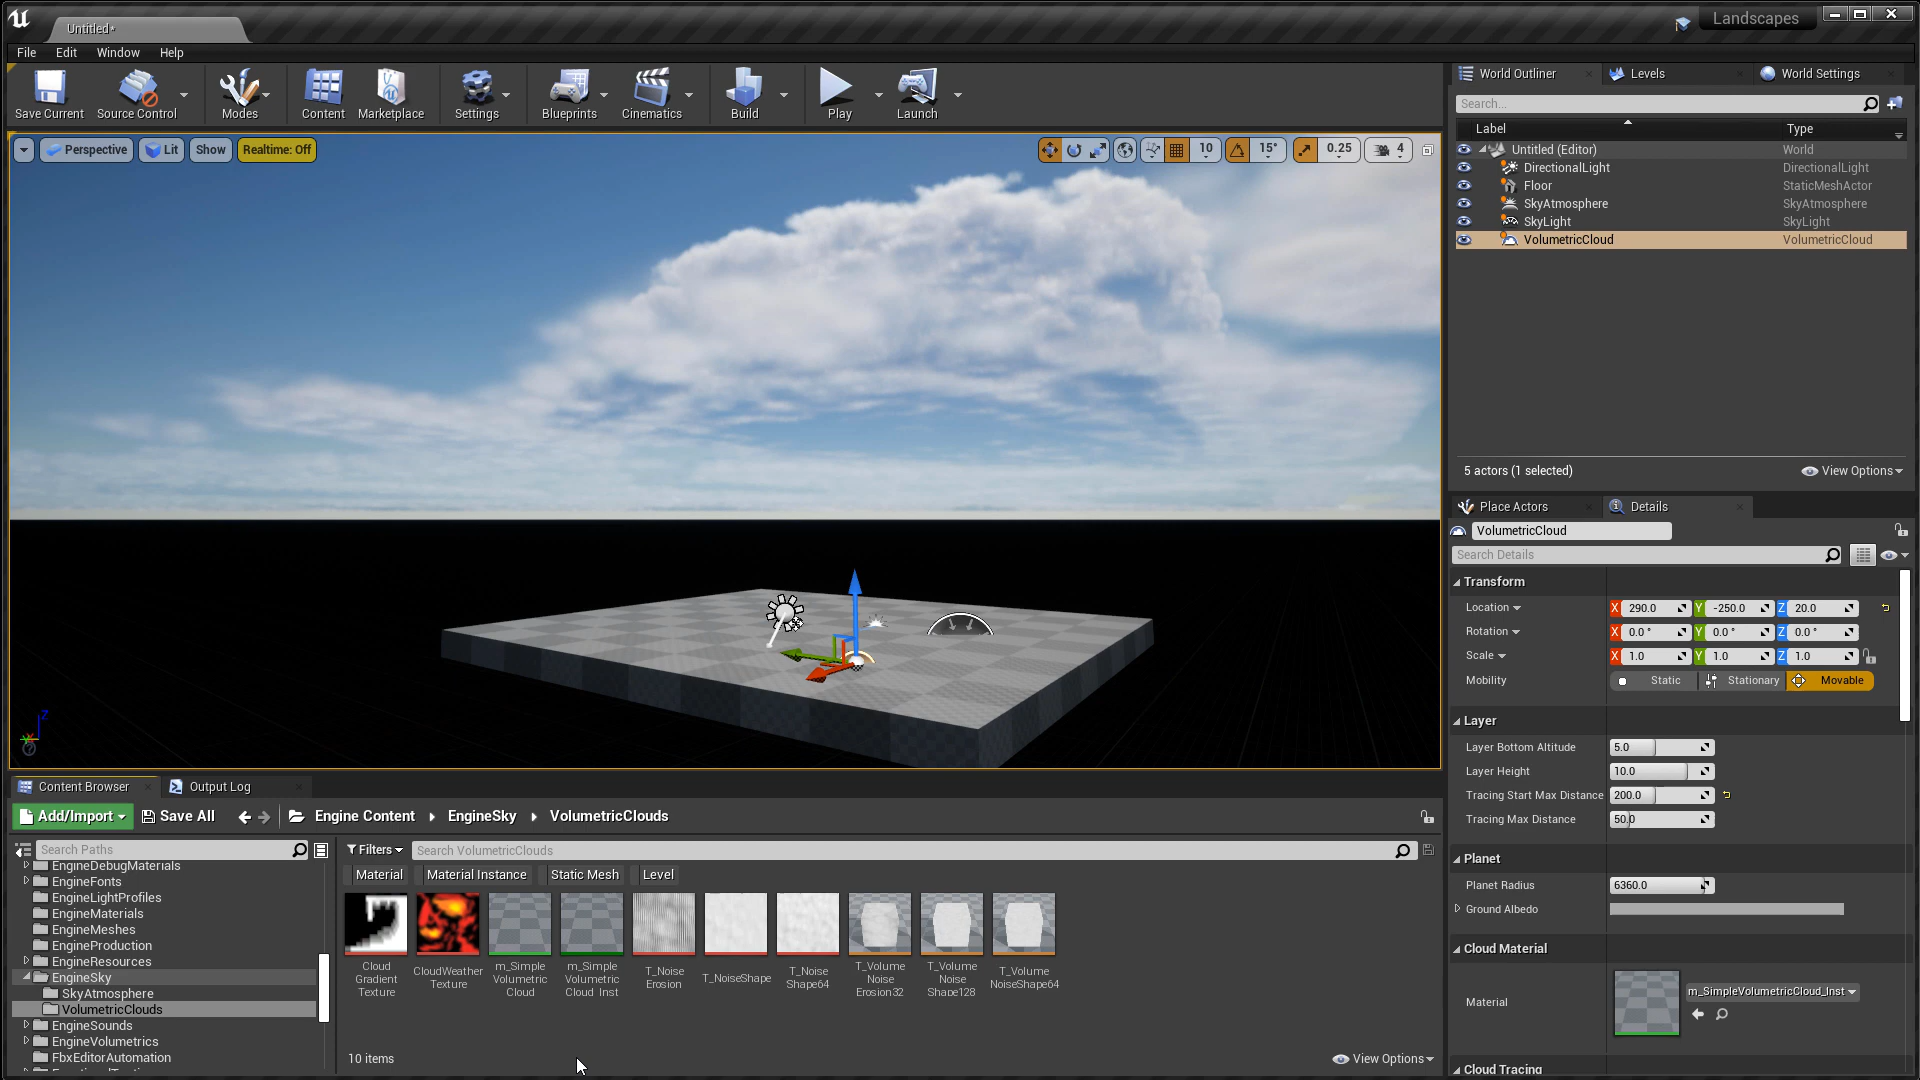 Untitled*
Landscapes
File Edit Window Help
Save Current Source Control Modes Content Marketplace Settings Blueprints Cinematics Build Play Launch
Perspective Lit Show Realtime: Off 10 15° 0.25 4
World Outliner Levels World Settings
Search...
Label Type
Untitled (Editor) World
DirectionalLight DirectionalLight
Floor StaticMeshActor
SkyAtmosphere SkyAtmosphere
SkyLight SkyLight
VolumetricCloud VolumetricCloud
5 actors (1 selected) View Options
Place Actors Details
VolumetricCloud
Search Details
Transform
Location X 290.0 Y -250.0 Z 20.0
Rotation X 0.0° Y 0.0° Z 0.0°
Scale X 1.0 Y 1.0 Z 1.0
Mobility Static Stationary Movable
Layer
Layer Bottom Altitude 5.0
Layer Height 10.0
Tracing Start Max Distance 200.0
Tracing Max Distance 50.0
Planet
Planet Radius 6360.0
Ground Albedo
Cloud Material
Material m_SimpleVolumetricCloud_Inst
Cloud Tracing
Z
Content Browser Output Log
Add/Import Save All Engine Content EngineSky VolumetricClouds
Search Paths
EngineDebugMaterials
EngineFonts
EngineLightProfiles
EngineMaterials
EngineMeshes
EngineProduction
EngineResources
EngineSky
SkyAtmosphere
VolumetricClouds
EngineSounds
EngineVolumetrics
FbxEditorAutomation
Filters Search VolumetricClouds
Material Material Instance Static Mesh Level
Cloud
Gradient
Texture
CloudWeather
Texture
m_Simple
Volumetric
Cloud
m_Simple
Volumetric
Cloud_Inst
T_Noise
Erosion
T_NoiseShape
T_Noise
Shape64
T_Volume
Noise
Erosion32
T_Volume
Noise
Shape128
T_Volume
NoiseShape64
10 items View Options